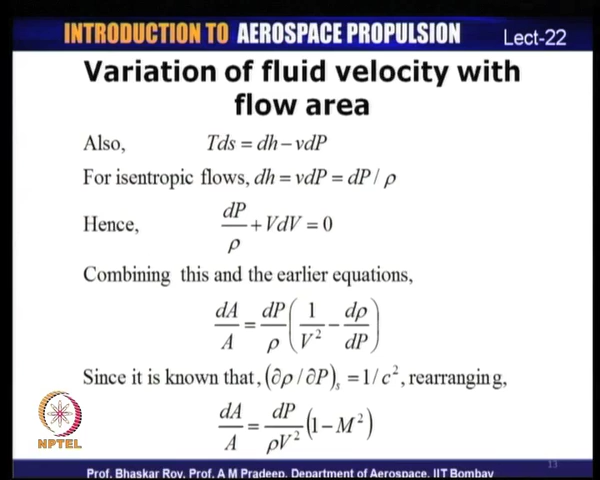 INTRODUCTION TO AEROSPACE PROPULSION
Lect-22
Variation of fluid velocity with
flow area
Also, Tds = dh − vdP
For isentropic flows, dh = vdP = dP / ρ
Hence, dP/ρ + VdV = 0
Combining this and the earlier equations,
dA/A = dP/ρ (1/V² − dρ/dP)
Since it is known that, (∂ρ / ∂P)ₛ = 1/ c², rearranging,
dA/A = dP/ρV² (1 − M²)
NPTEL
13
Prof. Bhaskar Roy, Prof. A M Pradeep, Department of Aerospace, IIT Bombay